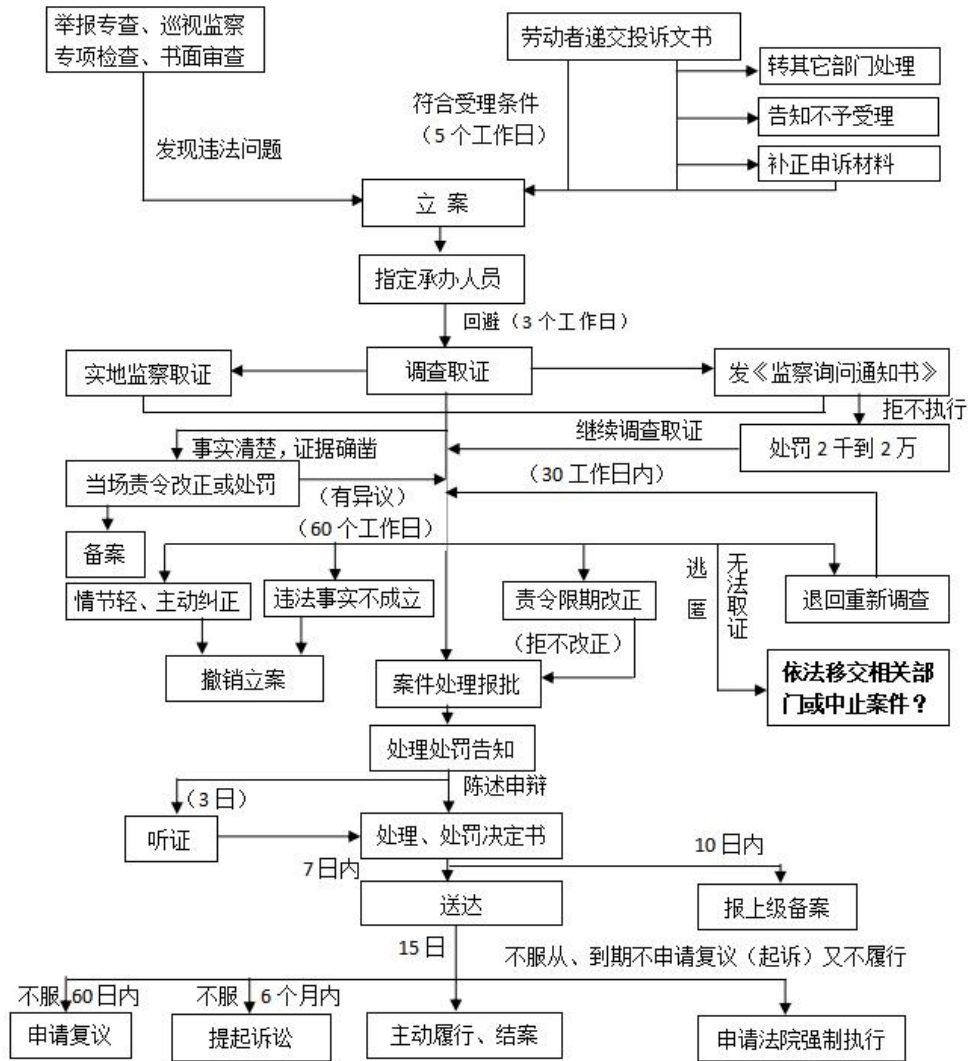 举报专查、巡视监察
专项检查、书面审查
劳动者递交投诉文书
转其它部门处理
符合受理条件
（5 个工作日）
告知不予受理
发现违法问题
补正申诉材料
立 案
指定承办人员
回避（3 个工作日）
实地监察取证
调查取证
发《监察询问通知书》
拒不执行
继续调查取证
事实清楚，证据确凿
处罚 2 千到 2 万
（30 工作日内）
当场责令改正或处罚
（有异议）
（60 个工作日）
备案
逃匿
无法取证
情节轻、主动纠正
违法事实不成立
责令限期改正
退回重新调查
（拒不改正）
撤销立案
案件处理报批
依法移交相关部
门或中止案件？
处理处罚告知
陈述申辩
（3 日）
听证
处理、处罚决定书
10 日内
7 日内
送达
报上级备案
15 日
不服从、到期不申请复议（起诉）又不履行
不服 60 日内
不服 6 个月内
申请复议
提起诉讼
主动履行、结案
申请法院强制执行